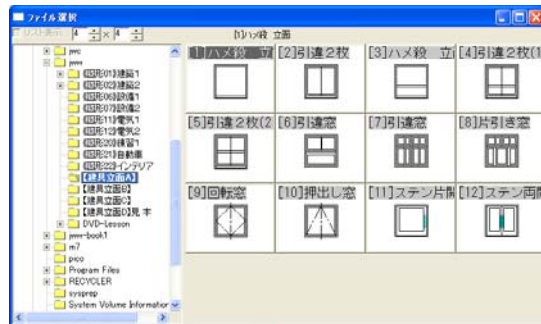 ファイル選択
リスト表示 4 × 4 [1]ハメ殺 立面
jwc
jww
《図形01》建築1
《図形02》建築2
《図形06》設備1
《図形07》設備2
《図形11》電気1
《図形12》電気2
《図形20》練習1
《図形21》自動車
《図形22》インテリア
【建具立面A】
【建具立面B】
【建具立面C】
【建具立面D】見本
DVD-Lesson
jww-book1
m7
pico
Program Files
RECYCLER
sysprep
System Volume Information
[1]ハメ殺 立 [2]引違2枚 [3]ハメ殺 立 [4]引違2枚(1
[5]引違2枚(2 [6]引違窓 [7]引違窓 [8]片引き窓
[9]回転窓 [10]押出し窓 [11]ステン片開 [12]ステン両開